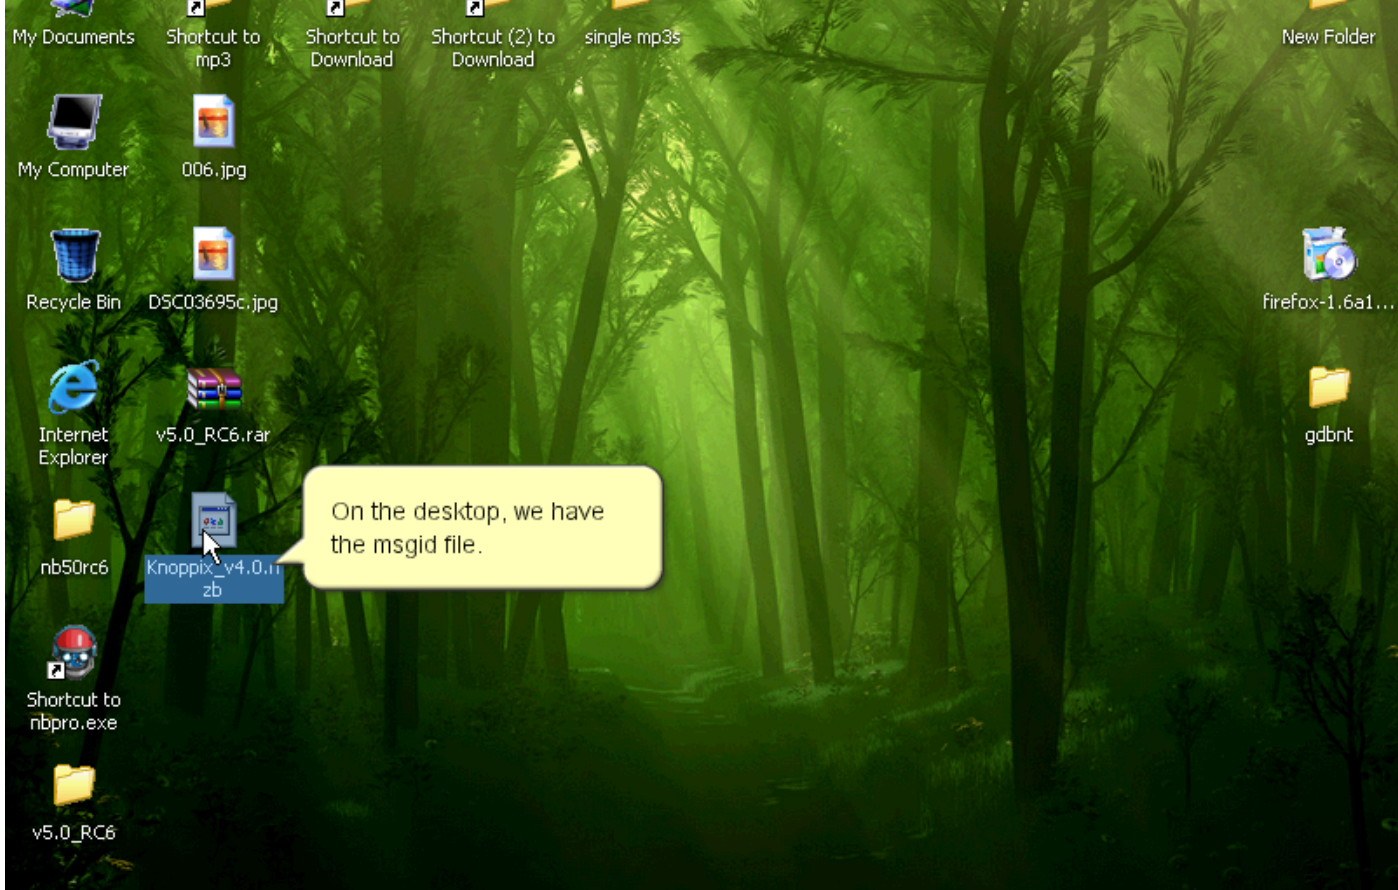 My Documents
Shortcut to
mp3
Shortcut to
Download
Shortcut (2) to
Download
single mp3s
New Folder
My Computer
006.jpg
Recycle Bin
DSC03695c.jpg
firefox-1.6a1...
Internet
Explorer
v5.0_RC6.rar
gdbnt
On the desktop, we have
the msgid file.
nb50rc6
Knoppix_v4.0.n
zb
Shortcut to
nbpro.exe
v5.0_RC6